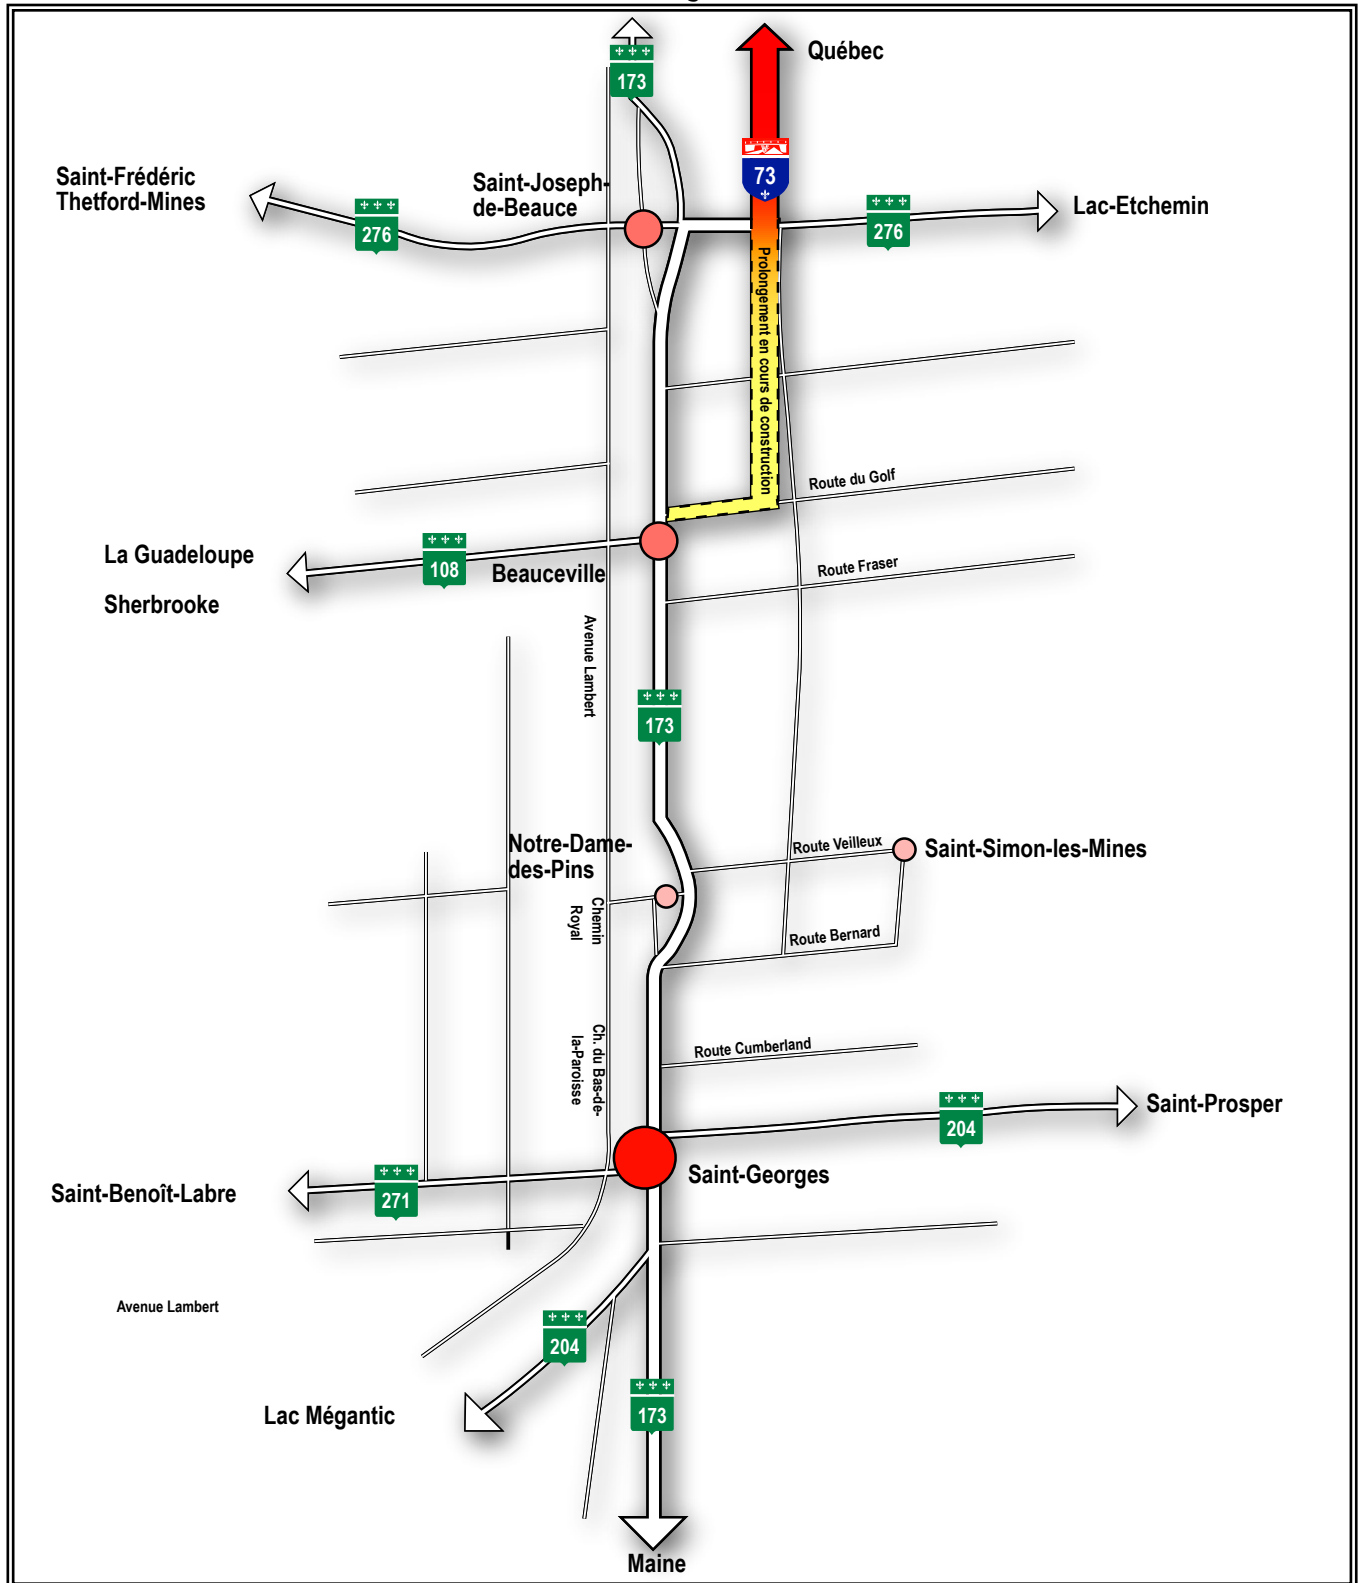 Québec
173
73
Saint-Frédéric
Thetford-Mines
Saint-Joseph-
de-Beauce
276
276
Lac-Etchemin
Prolongement en cours de construction
Route du Golf
La Guadeloupe
108
Beauceville
Route Fraser
Sherbrooke
Avenue Lambert
173
Notre-Dame-
des-Pins
Route Veilleux
Saint-Simon-les-Mines
Chemin
Royal
Route Bernard
Ch. du Bas-de-
la-Paroisse
Route Cumberland
204
Saint-Prosper
Saint-Georges
Saint-Benoît-Labre
271
Avenue Lambert
204
Lac Mégantic
173
Maine